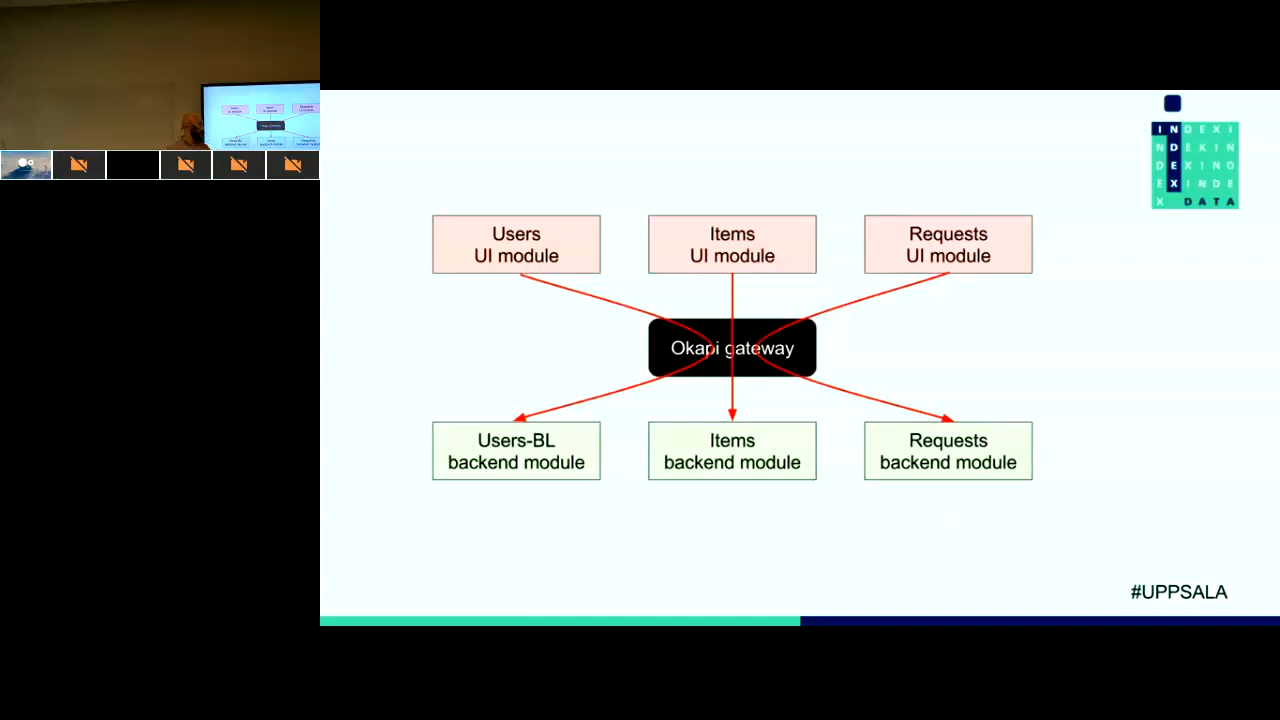 INDEXI
NDEXIN
DEXINO
EXINDE
X DATA
Users
UI module
Items
UI module
Requests
UI module
Okapi gateway
Users-BL
backend module
Items
backend module
Requests
backend module
#UPPSALA